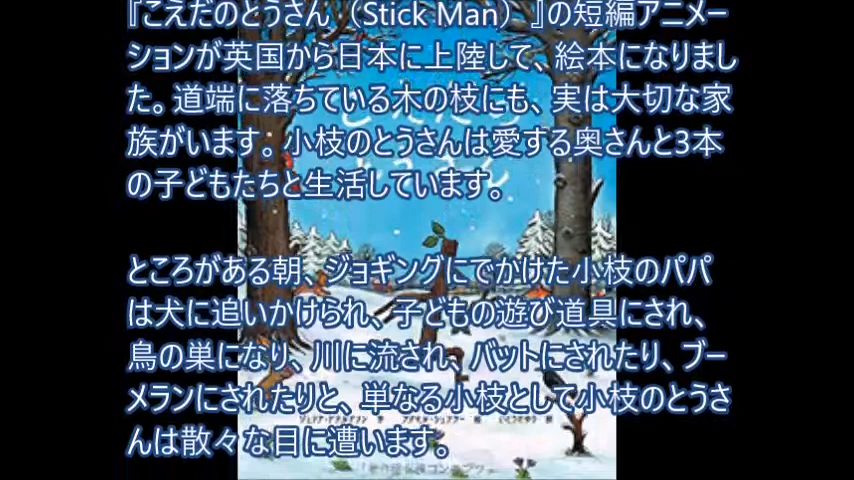 『こえだのとうさん（Stick Man）』の短編アニメー
ションが英国から日本に上陸して、絵本になりまし
た。道端に落ちている木の枝にも、実は大切な家
族がいます。小枝のとうさんは愛する奥さんと3本
の子どもたちと生活しています。
ところがある朝、ジョギングにでかけた小枝のパパ
は犬に追いかけられ、子どもの遊び道具にされ、
鳥の巣になり、川に流され、バットにされたり、ブー
メランにされたりと、単なる小枝として小枝のとうさ
んは散々な目に遭います。